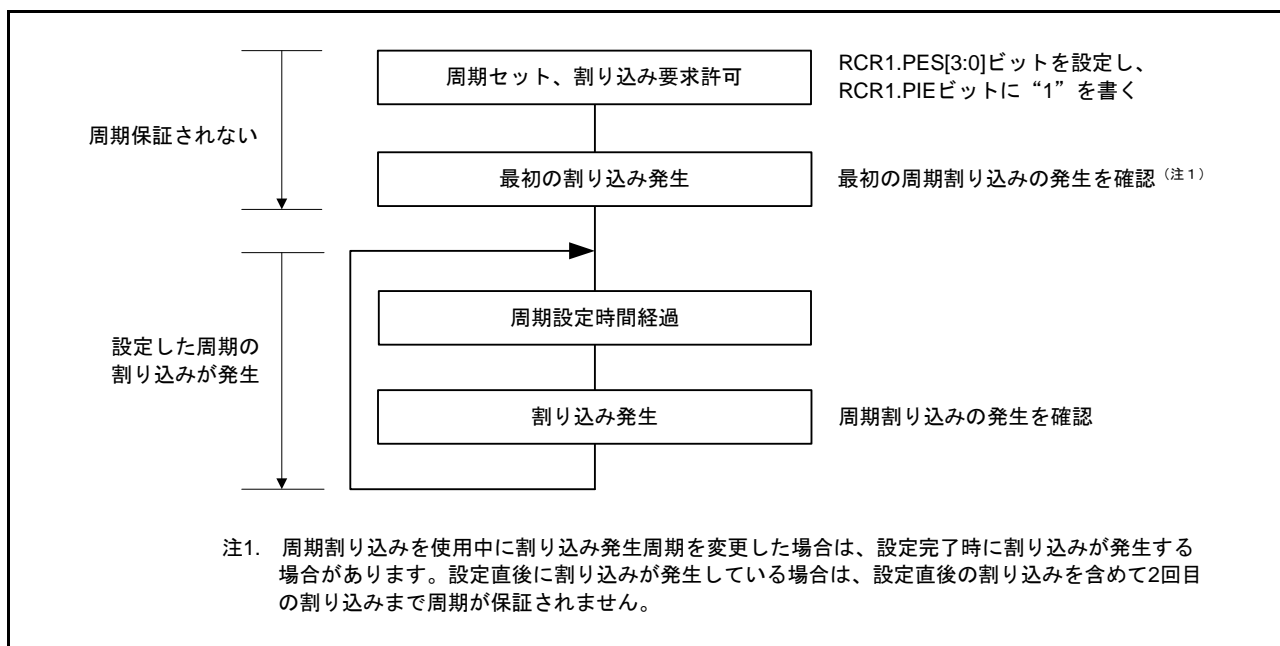 周期セット、割り込み要求許可
RCR1.PES[3:0]ビットを設定し、
RCR1.PIEビットに“1”を書く
周期保証されない
最初の割り込み発生
最初の周期割り込みの発生を確認（注1）
周期設定時間経過
設定した周期の
割り込みが発生
割り込み発生
周期割り込みの発生を確認
注1. 周期割り込みを使用中に割り込み発生周期を変更した場合は、設定完了時に割り込みが発生する
場合があります。設定直後に割り込みが発生している場合は、設定直後の割り込みを含めて2回目
の割り込みまで周期が保証されません。